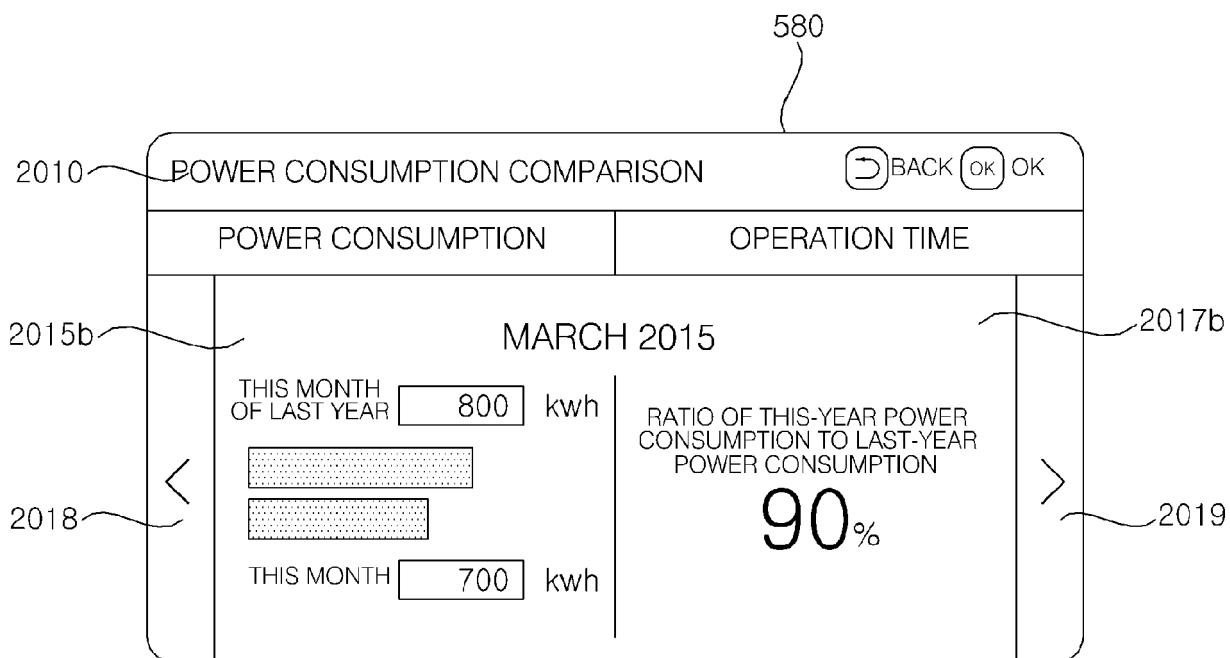 580
2010
POWER CONSUMPTION COMPARISON
BACK OK OK
POWER CONSUMPTION
OPERATION TIME
2015b
2017b
MARCH 2015
THIS MONTH
OF LAST YEAR 800 kwh
RATIO OF THIS-YEAR POWER
CONSUMPTION TO LAST-YEAR
POWER CONSUMPTION
90%
<
>
2018
2019
THIS MONTH 700 kwh